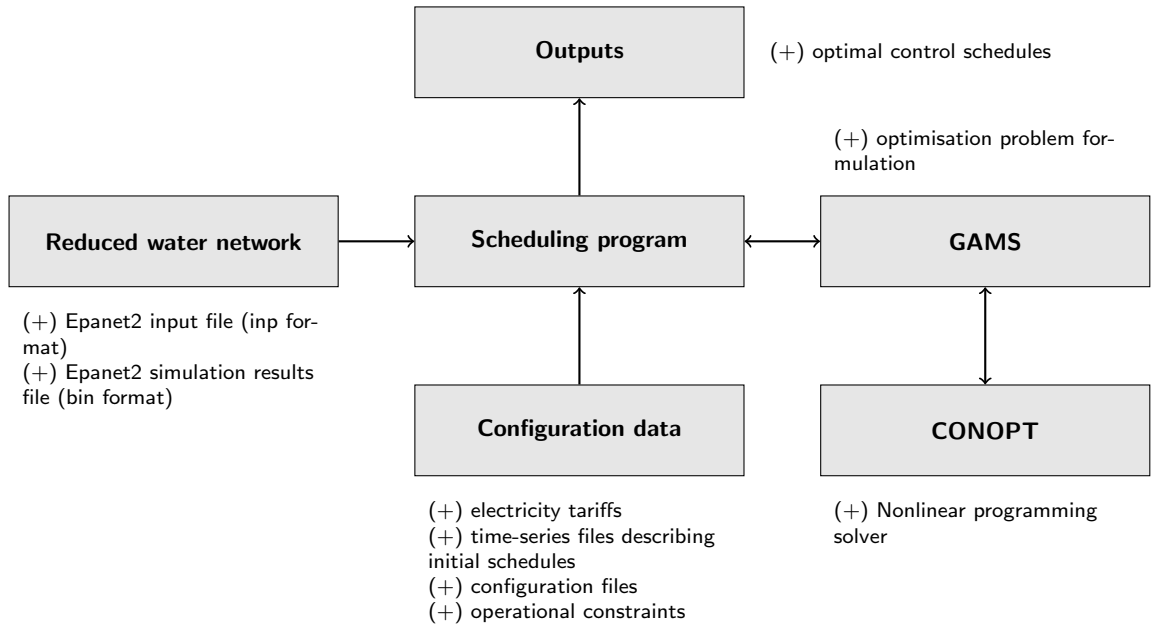 Outputs
(+) optimal control schedules
(+) optimisation problem for-
mulation
Reduced water network
Scheduling program
GAMS
(+) Epanet2 input file (inp for-
mat)
(+) Epanet2 simulation results
file (bin format)
Configuration data
CONOPT
(+) electricity tariffs
(+) time-series files describing
initial schedules
(+) configuration files
(+) operational constraints
(+) Nonlinear programming
solver